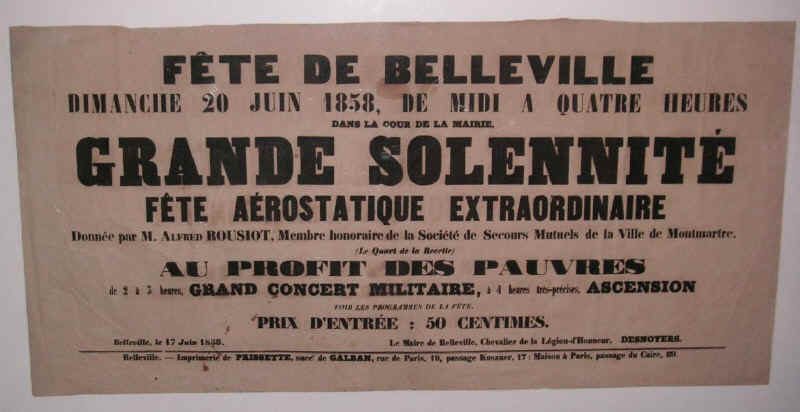 FÊTE DE BELLEVILLE
DIMANCHE 20 JUIN 1858, DE MIDI A QUATRE HEURES
DANS LA COUR DE LA MAIRIE.
GRANDE SOLENNITÉ
FÊTE AÉROSTATIQUE EXTRAORDINAIRE
Donnée par M. ALFRED ROUSIOT, Membre honoraire de la Société de Secours Mutuels de la Ville de Montmartre.
(Le Quart de la Recette)
AU PROFIT DES PAUVRES
de 2 à 3 heures, GRAND CONCERT MILITAIRE, à 4 heures très-précises, ASCENSION
VOIR LES PROGRAMMES DE LA FÊTE.
PRIX D'ENTRÉE : 50 CENTIMES.
Belleville, le 17 Juin 1858. Le Maire de Belleville, Chevalier de la Légion-d'Honneur, DESNOYERS.
Belleville. — Imprimerie de PRISSETTE, succr de GALBAN, rue de Paris, 19, passage Kuszner, 17; Maison à Paris, passage du Caire, 89.